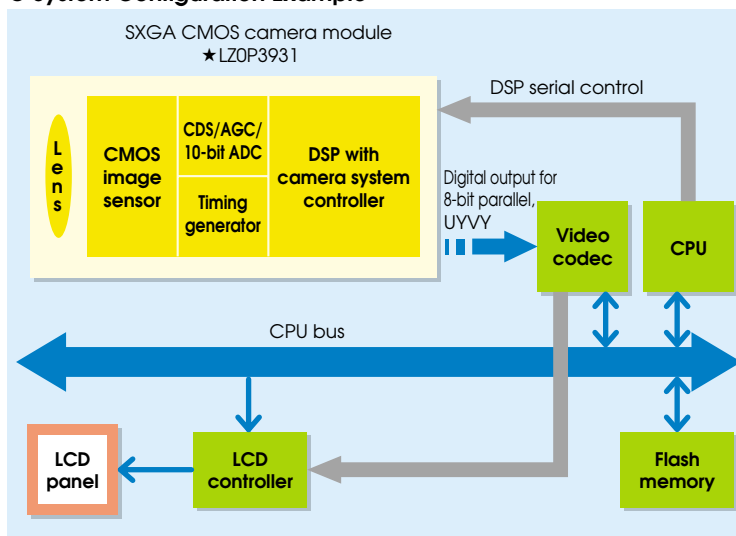 SXGA CMOS camera module
★LZ0P3931
DSP serial control
L
e
n
s
CMOS
image
sensor
CDS/AGC/
10-bit ADC
Timing
generator
DSP with
camera system
controller
Digital output for
8-bit parallel,
UYVY
Video
codec
CPU
CPU bus
LCD
panel
LCD
controller
Flash
memory